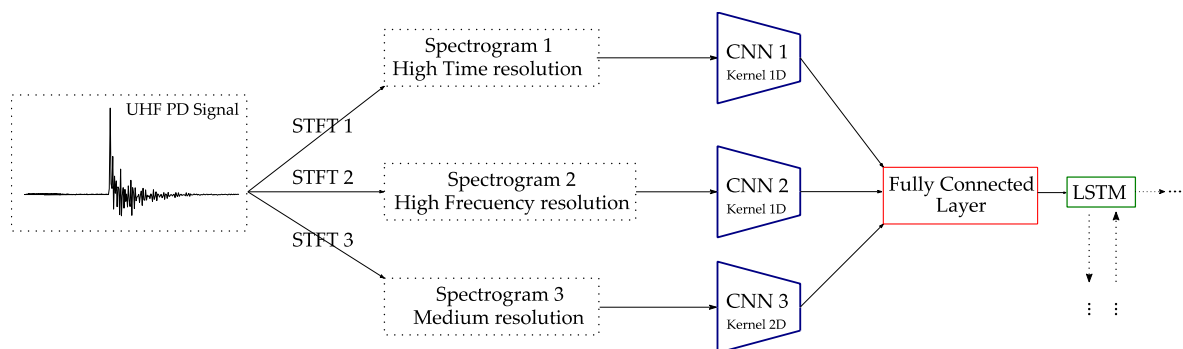 UHF PD Signal
STFT 1
STFT 2
STFT 3
Spectrogram 1
High Time resolution
Spectrogram 2
High Frecuency resolution
Spectrogram 3
Medium resolution
CNN 1
Kernel 1D
CNN 2
Kernel 1D
CNN 3
Kernel 2D
Fully Connected
Layer
LSTM
...
⋮ ⋮